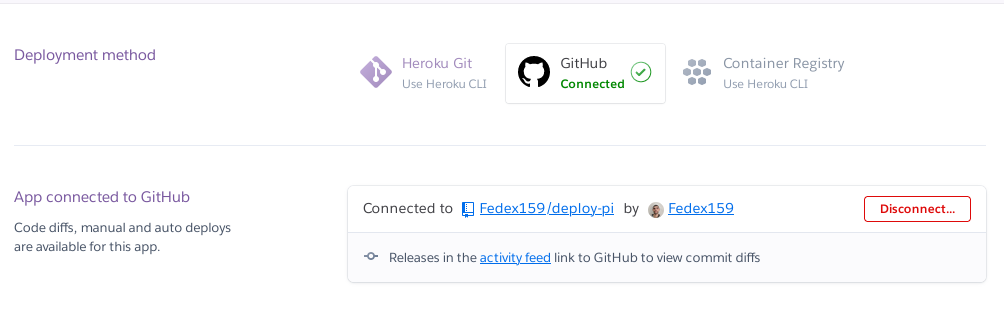 Deployment method
Heroku Git
Use Heroku CLI
GitHub
Connected
Container Registry
Use Heroku CLI
App connected to GitHub
Code diffs, manual and auto deploys
are available for this app.
Connected to Fedex159/deploy-pi by Fedex159
Disconnect...
Releases in the activity feed link to GitHub to view commit diffs